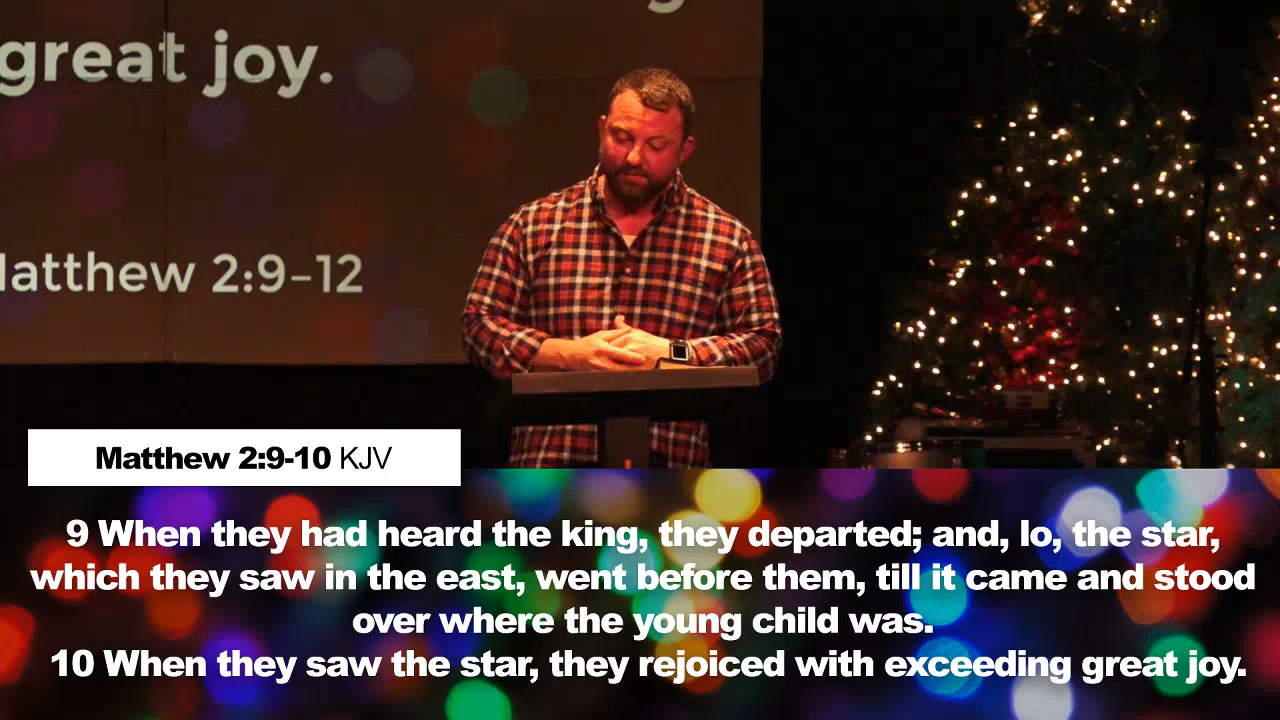 great joy.
Matthew 2:9-12
Matthew 2:9-10 KJV
9 When they had heard the king, they departed; and, lo, the star,
which they saw in the east, went before them, till it came and stood
over where the young child was.
10 When they saw the star, they rejoiced with exceeding great joy.